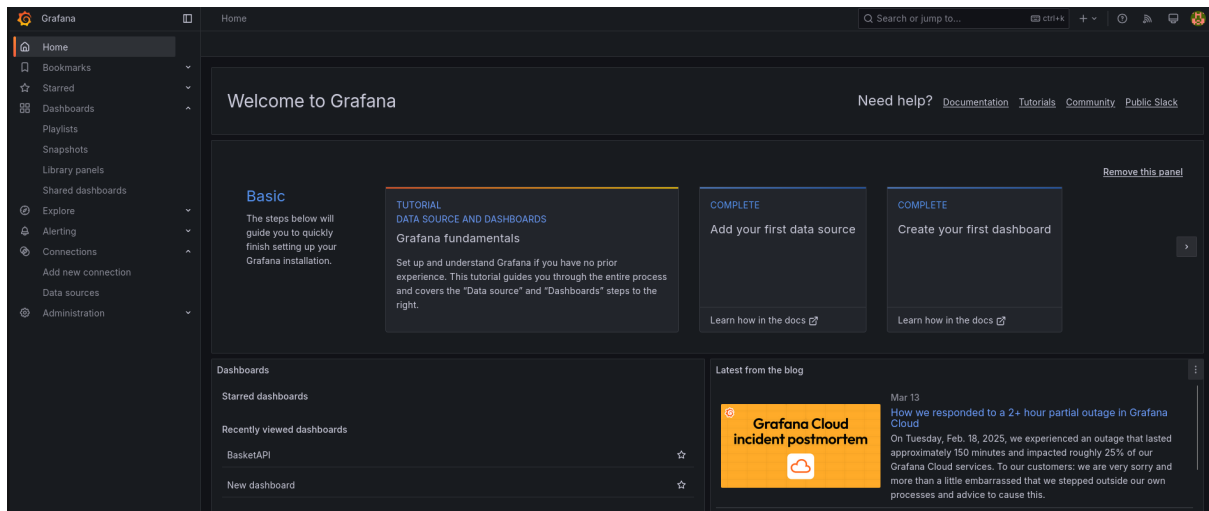 Grafana
Home
Search or jump to...
ctrl+k
Home
Bookmarks
Starred
Dashboards
Playlists
Snapshots
Library panels
Shared dashboards
Explore
Alerting
Connections
Add new connection
Data sources
Administration
Welcome to Grafana
Need help? Documentation Tutorials Community Public Slack
Remove this panel
Basic
The steps below will
guide you to quickly
finish setting up your
Grafana installation.
TUTORIAL
DATA SOURCE AND DASHBOARDS
Grafana fundamentals
Set up and understand Grafana if you have no prior
experience. This tutorial guides you through the entire process
and covers the “Data source” and “Dashboards” steps to the
right.
COMPLETE
Add your first data source
Learn how in the docs
COMPLETE
Create your first dashboard
Learn how in the docs
Dashboards
Starred dashboards
Recently viewed dashboards
BasketAPI
New dashboard
Latest from the blog
Grafana Cloud
incident postmortem
Mar 13
How we responded to a 2+ hour partial outage in Grafana
Cloud
On Tuesday, Feb. 18, 2025, we experienced an outage that lasted
approximately 150 minutes and impacted roughly 25% of our
Grafana Cloud services. To our customers: we are very sorry and
more than a little embarrassed that we stepped outside our own
processes and advice to cause this.